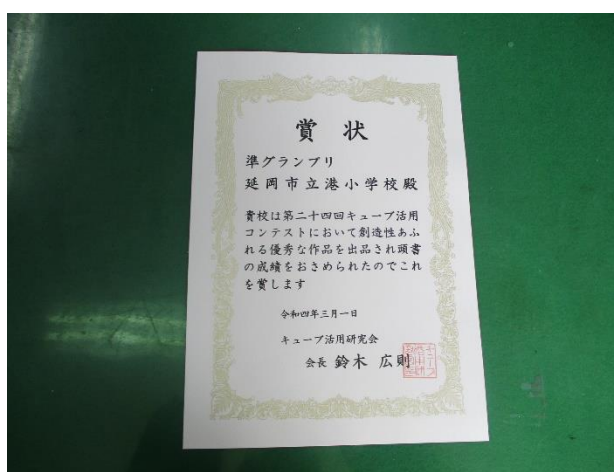 賞状
準グランプリ
延岡市立港小学校殿
貴校は第二十四回キューブ活用
コンテストにおいて創造性あふ
れる優秀な作品を出品され頭書
の成績をおさめられたのでこれ
を賞します
令和四年三月一日
キューブ活用研究会
会長 鈴木 広則